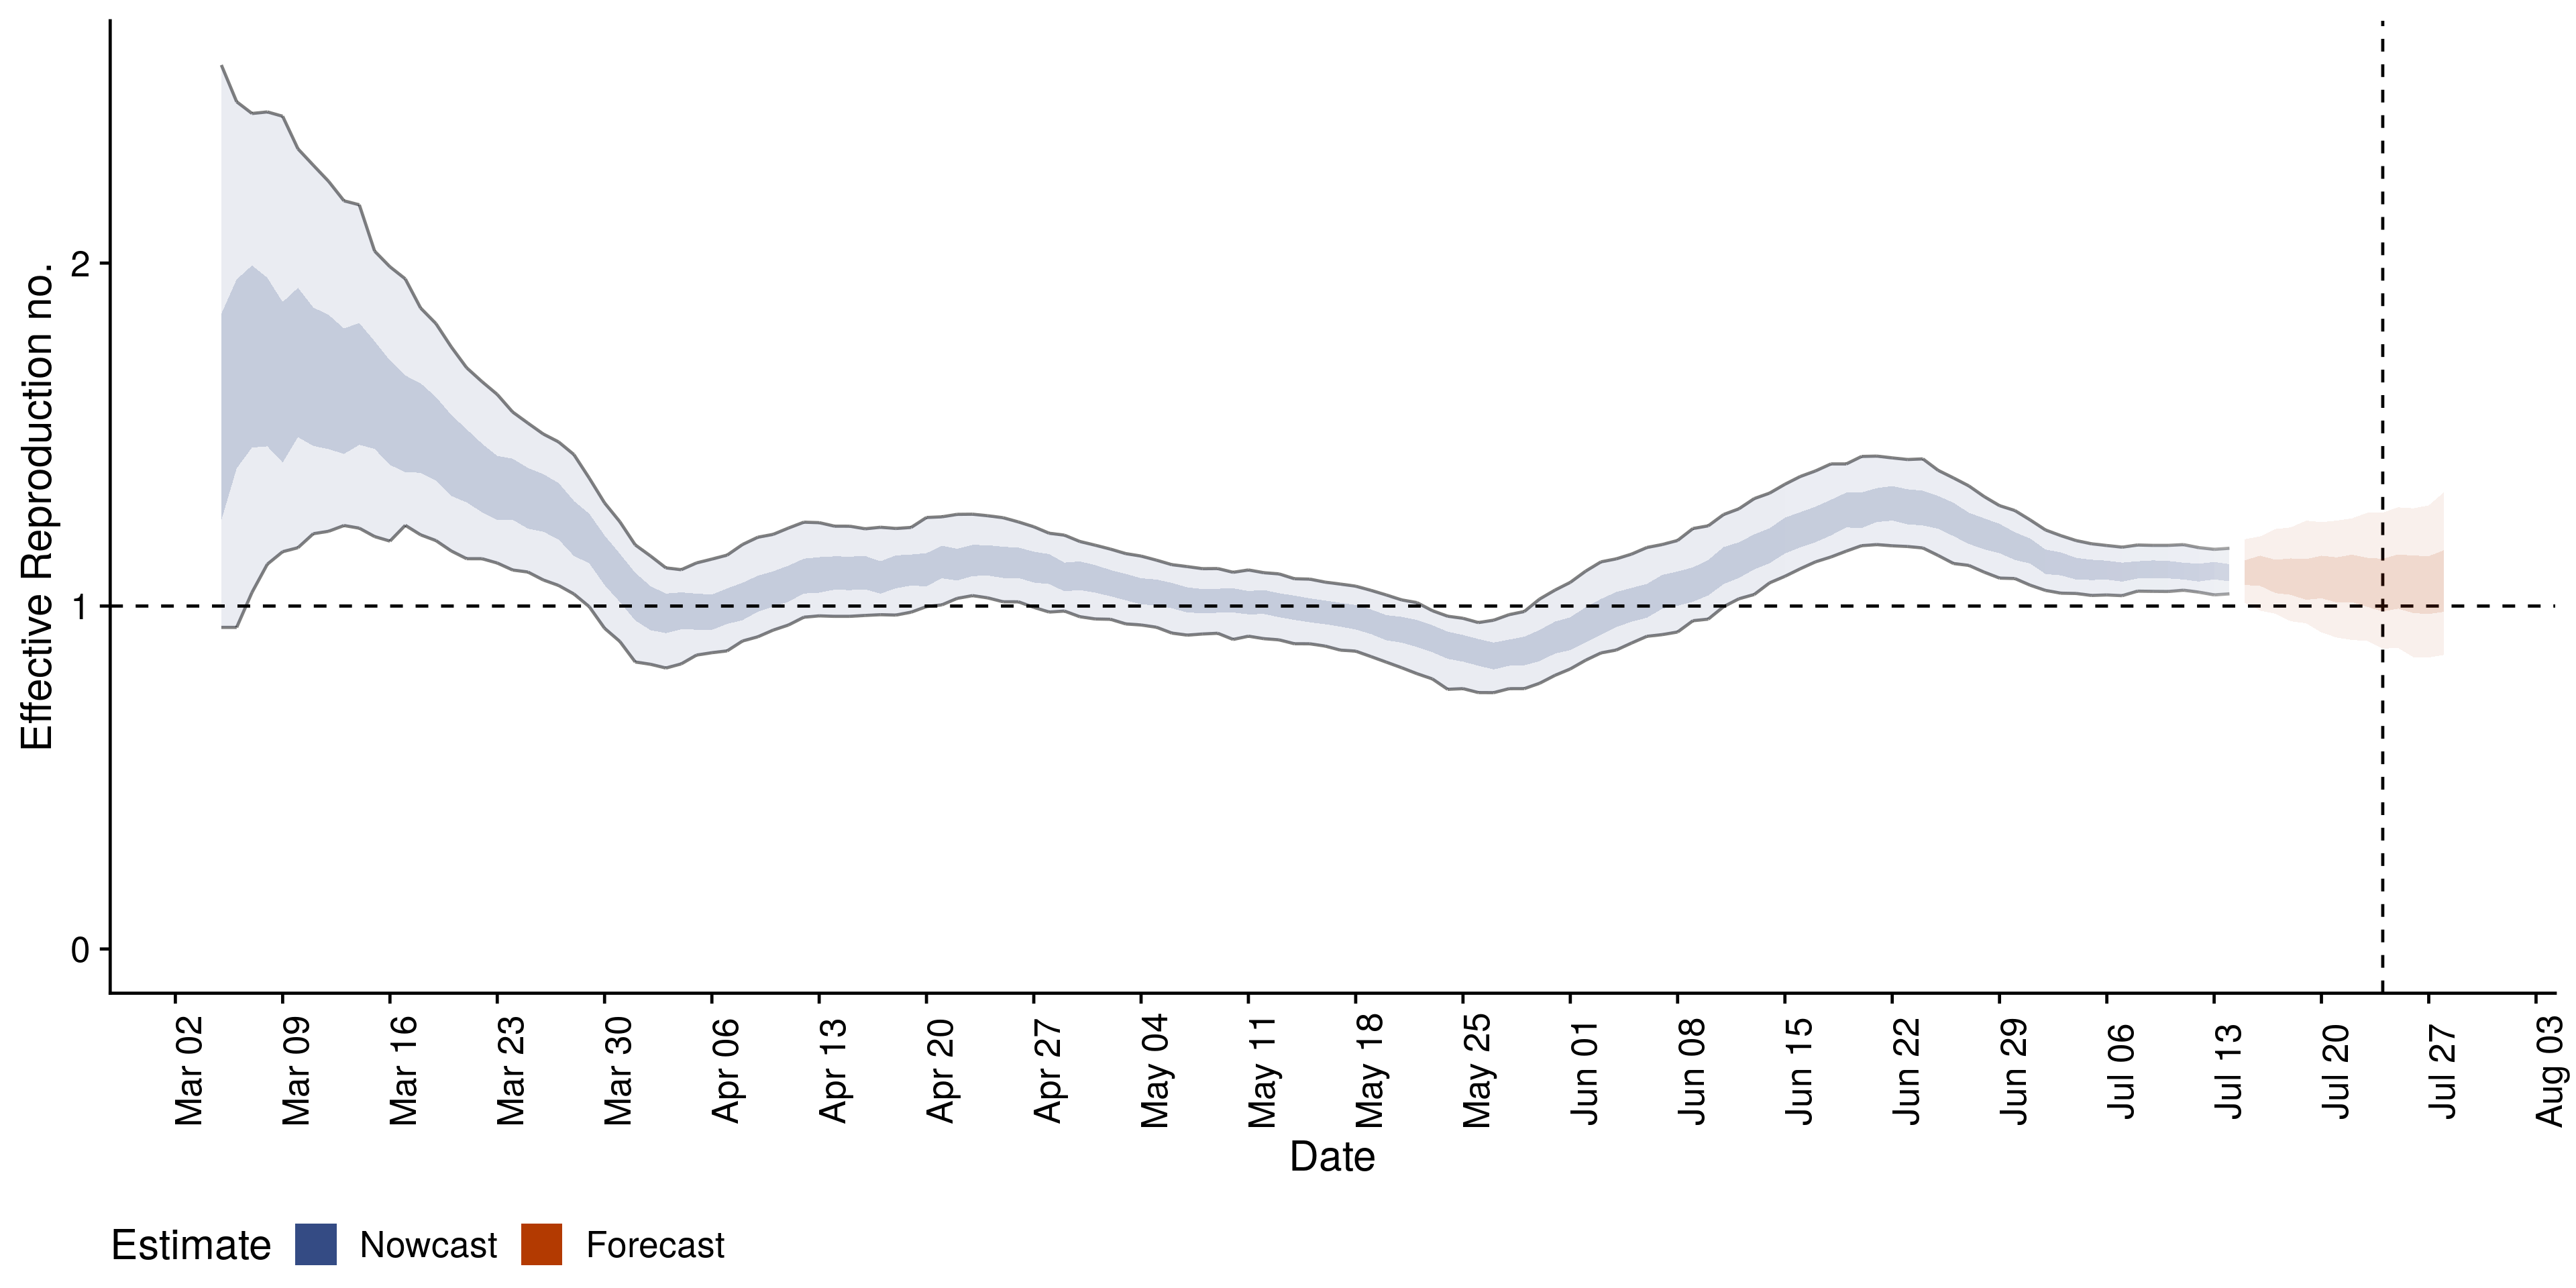 Effective Reproduction no.
2
1
0
Mar 02
Mar 09
Mar 16
Mar 23
Mar 30
Apr 06
Apr 13
Apr 20
Apr 27
May 04
May 11
May 18
May 25
Jun 01
Jun 08
Jun 15
Jun 22
Jun 29
Jul 06
Jul 13
Jul 20
Jul 27
Aug 03
Date
Estimate Nowcast Forecast